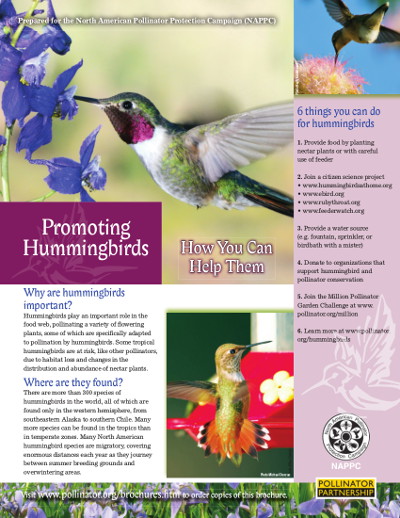 Prepared for the North American Pollinator Protection Campaign (NAPPC)
Promoting
Hummingbirds
How You Can
Help Them
Why are hummingbirds
important?
Hummingbirds play an important role in the
food web, pollinating a variety of flowering
plants, some of which are specifically adapted
to pollination by hummingbirds. Some tropical
hummingbirds are at risk, like other pollinators,
due to habitat loss and changes in the
distribution and abundance of nectar plants.
Where are they found?
There are more than 300 species of
hummingbirds in the world, all of which are
found only in the western hemisphere, from
southeastern Alaska to southern Chile. Many
more species can be found in the tropics than
in temperate zones. Many North American
hummingbird species are migratory, covering
enormous distances each year as they journey
between summer breeding grounds and
overwintering areas.
6 things you can do
for hummingbirds
1. Provide food by planting
nectar plants or with careful
use of feeder
2. Join a citizen science project
• www.hummingbirdsathome.org
• www.ebird.org
• www.rubythroat.org
• www.feederwatch.org
3. Provide a water source
(e.g. fountain, sprinkler, or
birdbath with a mister)
4. Donate to organizations that
support hummingbird and
pollinator conservation
5. Join the Million Pollinator
Garden Challenge at www.
pollinator.org/million
6. Learn more at www.pollinator.
org/hummingbirds
NAPPC
POLLINATOR
PARTNERSHIP
Visit www.pollinator.org/brochures.htm to order copies of this brochure.